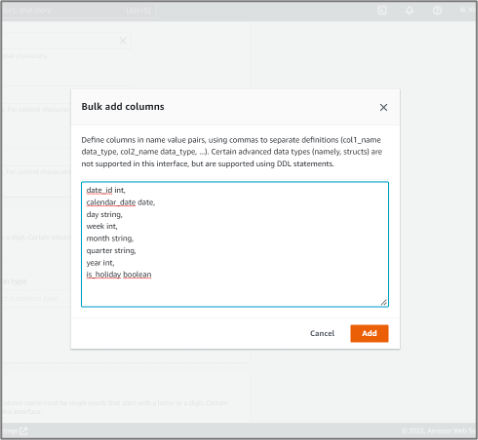 [Alt+S]
Bulk add columns
Define columns in name value pairs, using commas to separate definitions (col1_name
data_type, col2_name data_type, ...). Certain advanced data types (namely, structs) are
not supported in this interface, but are supported using DDL statements.
date_id int,
calendar_date date,
day string,
week int,
month string,
quarter string,
year int,
is_holiday boolean
Cancel
Add
© 2023, Amazon Web Se